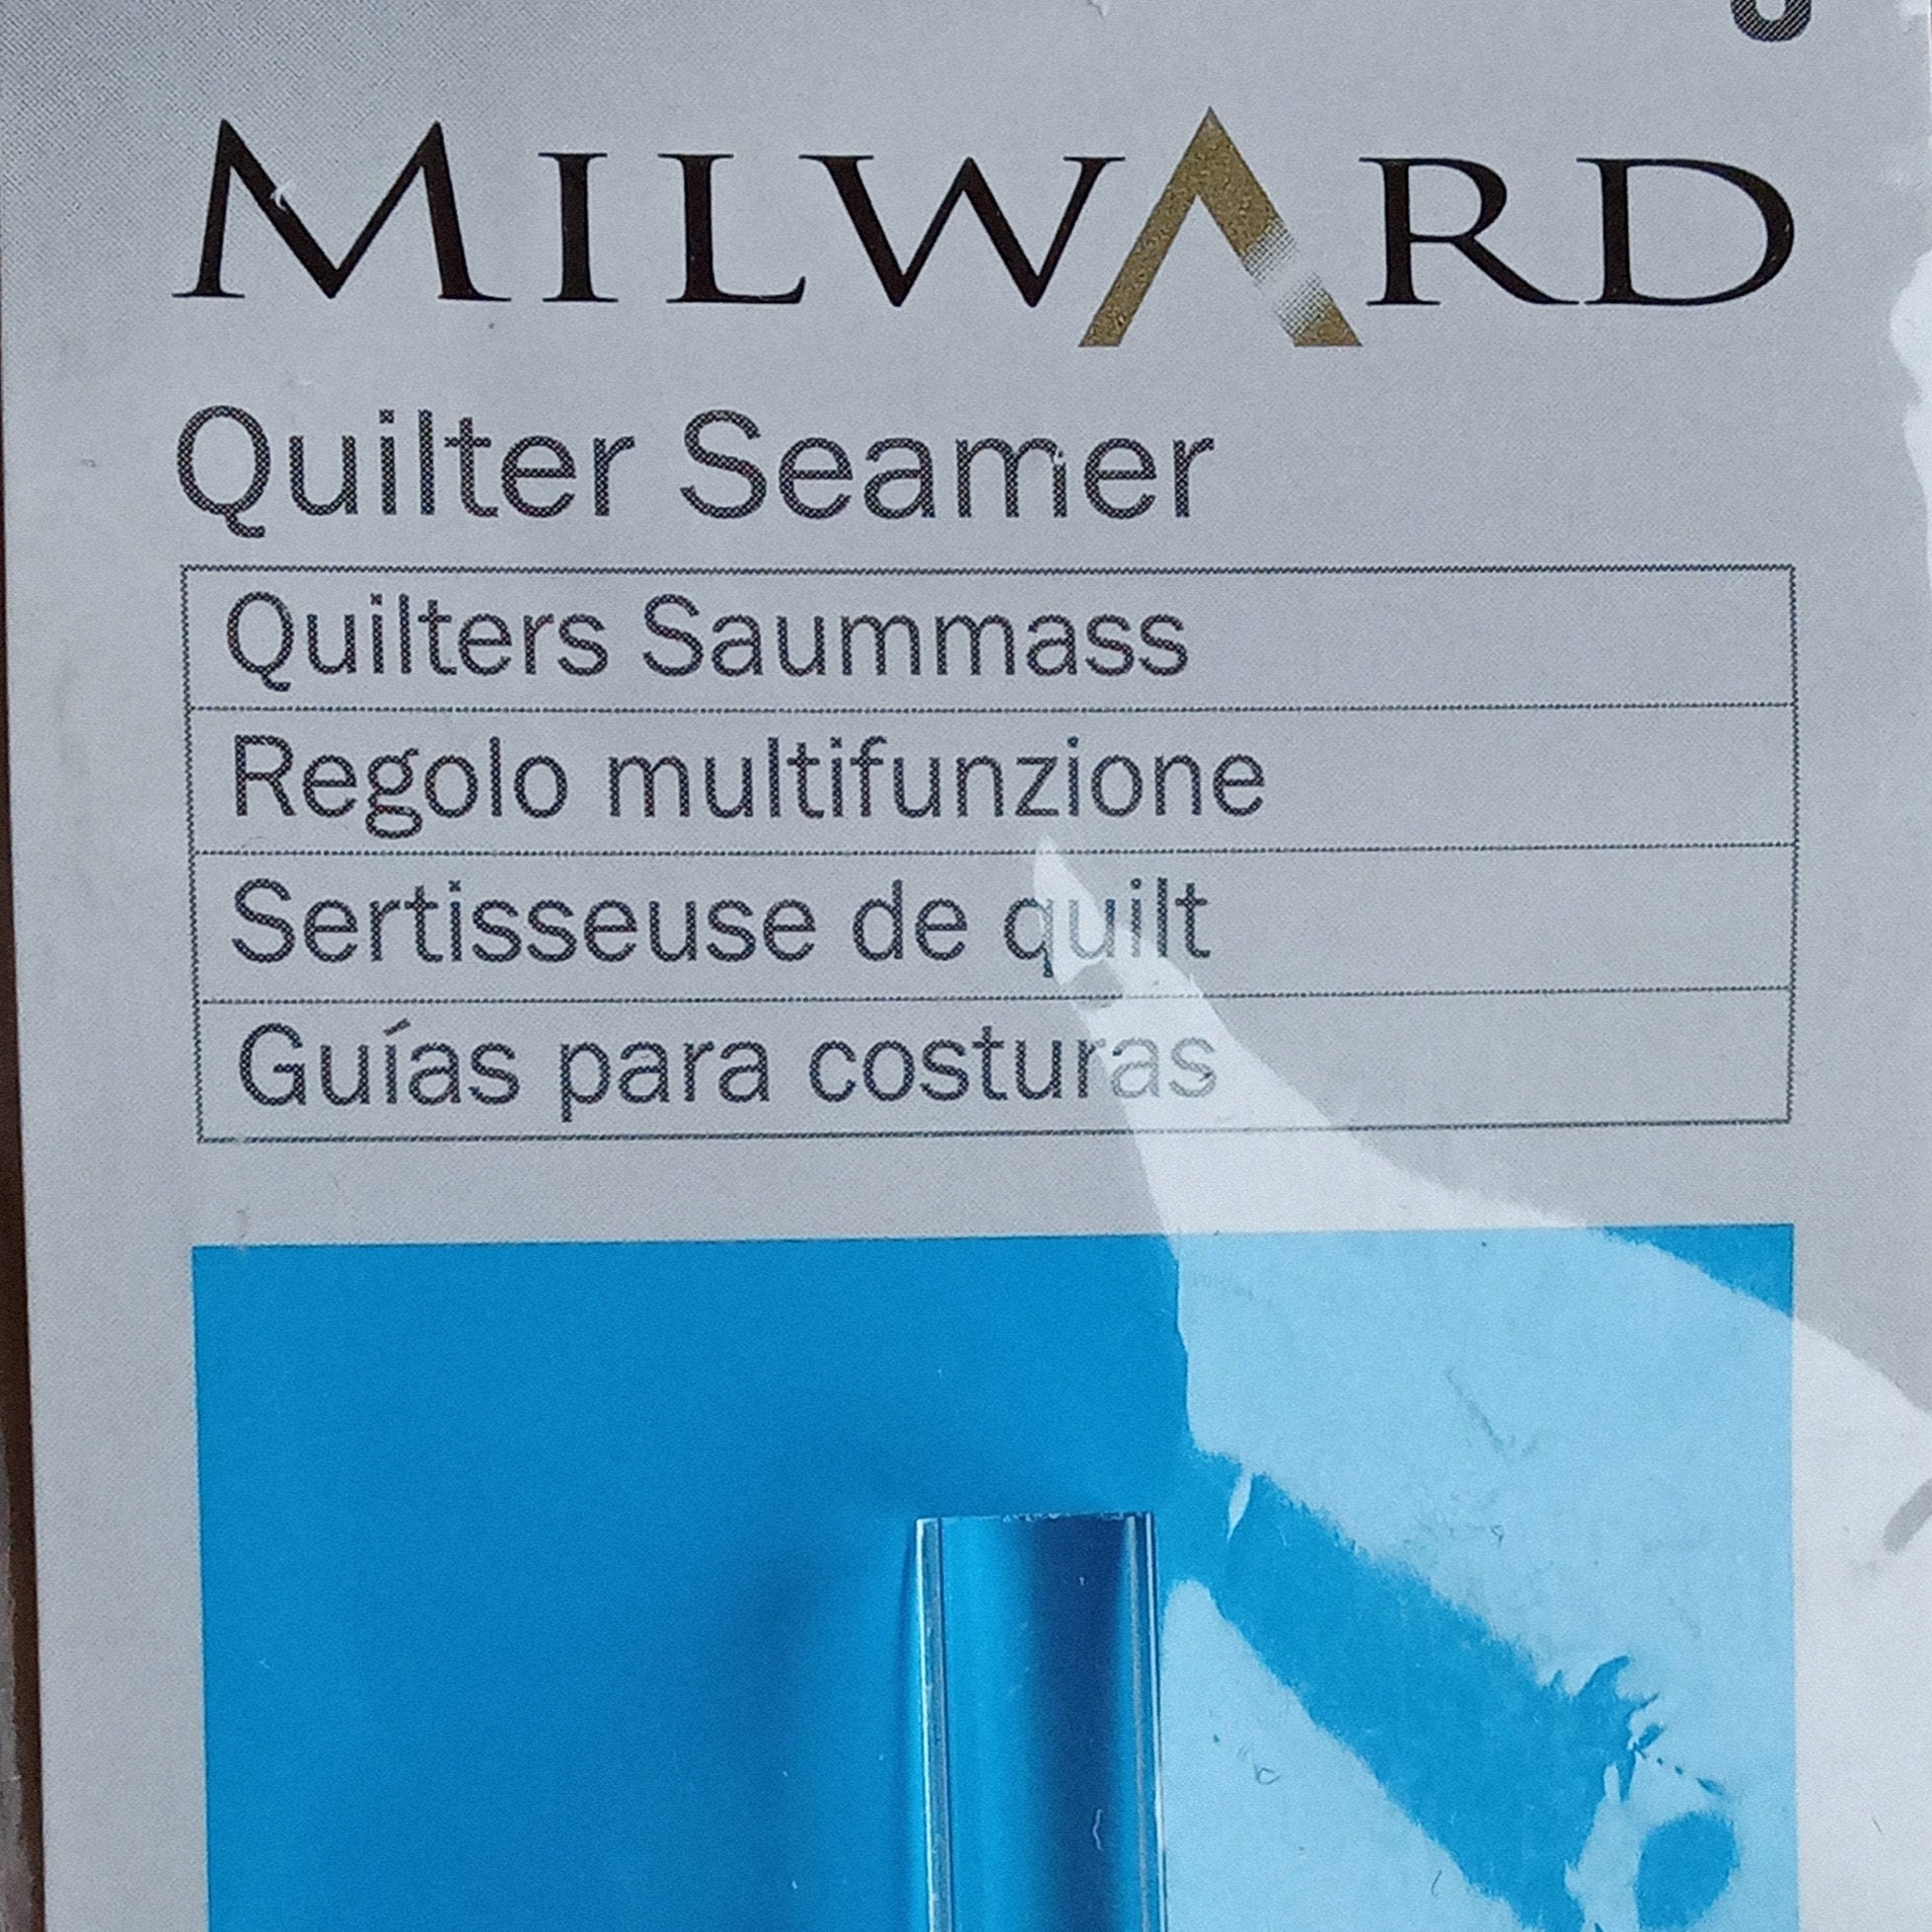 MILWARD
Quilter Seamer
Quilters Saummass
Regolo multifunzione
Sertisseuse de quilt
Guías para costuras